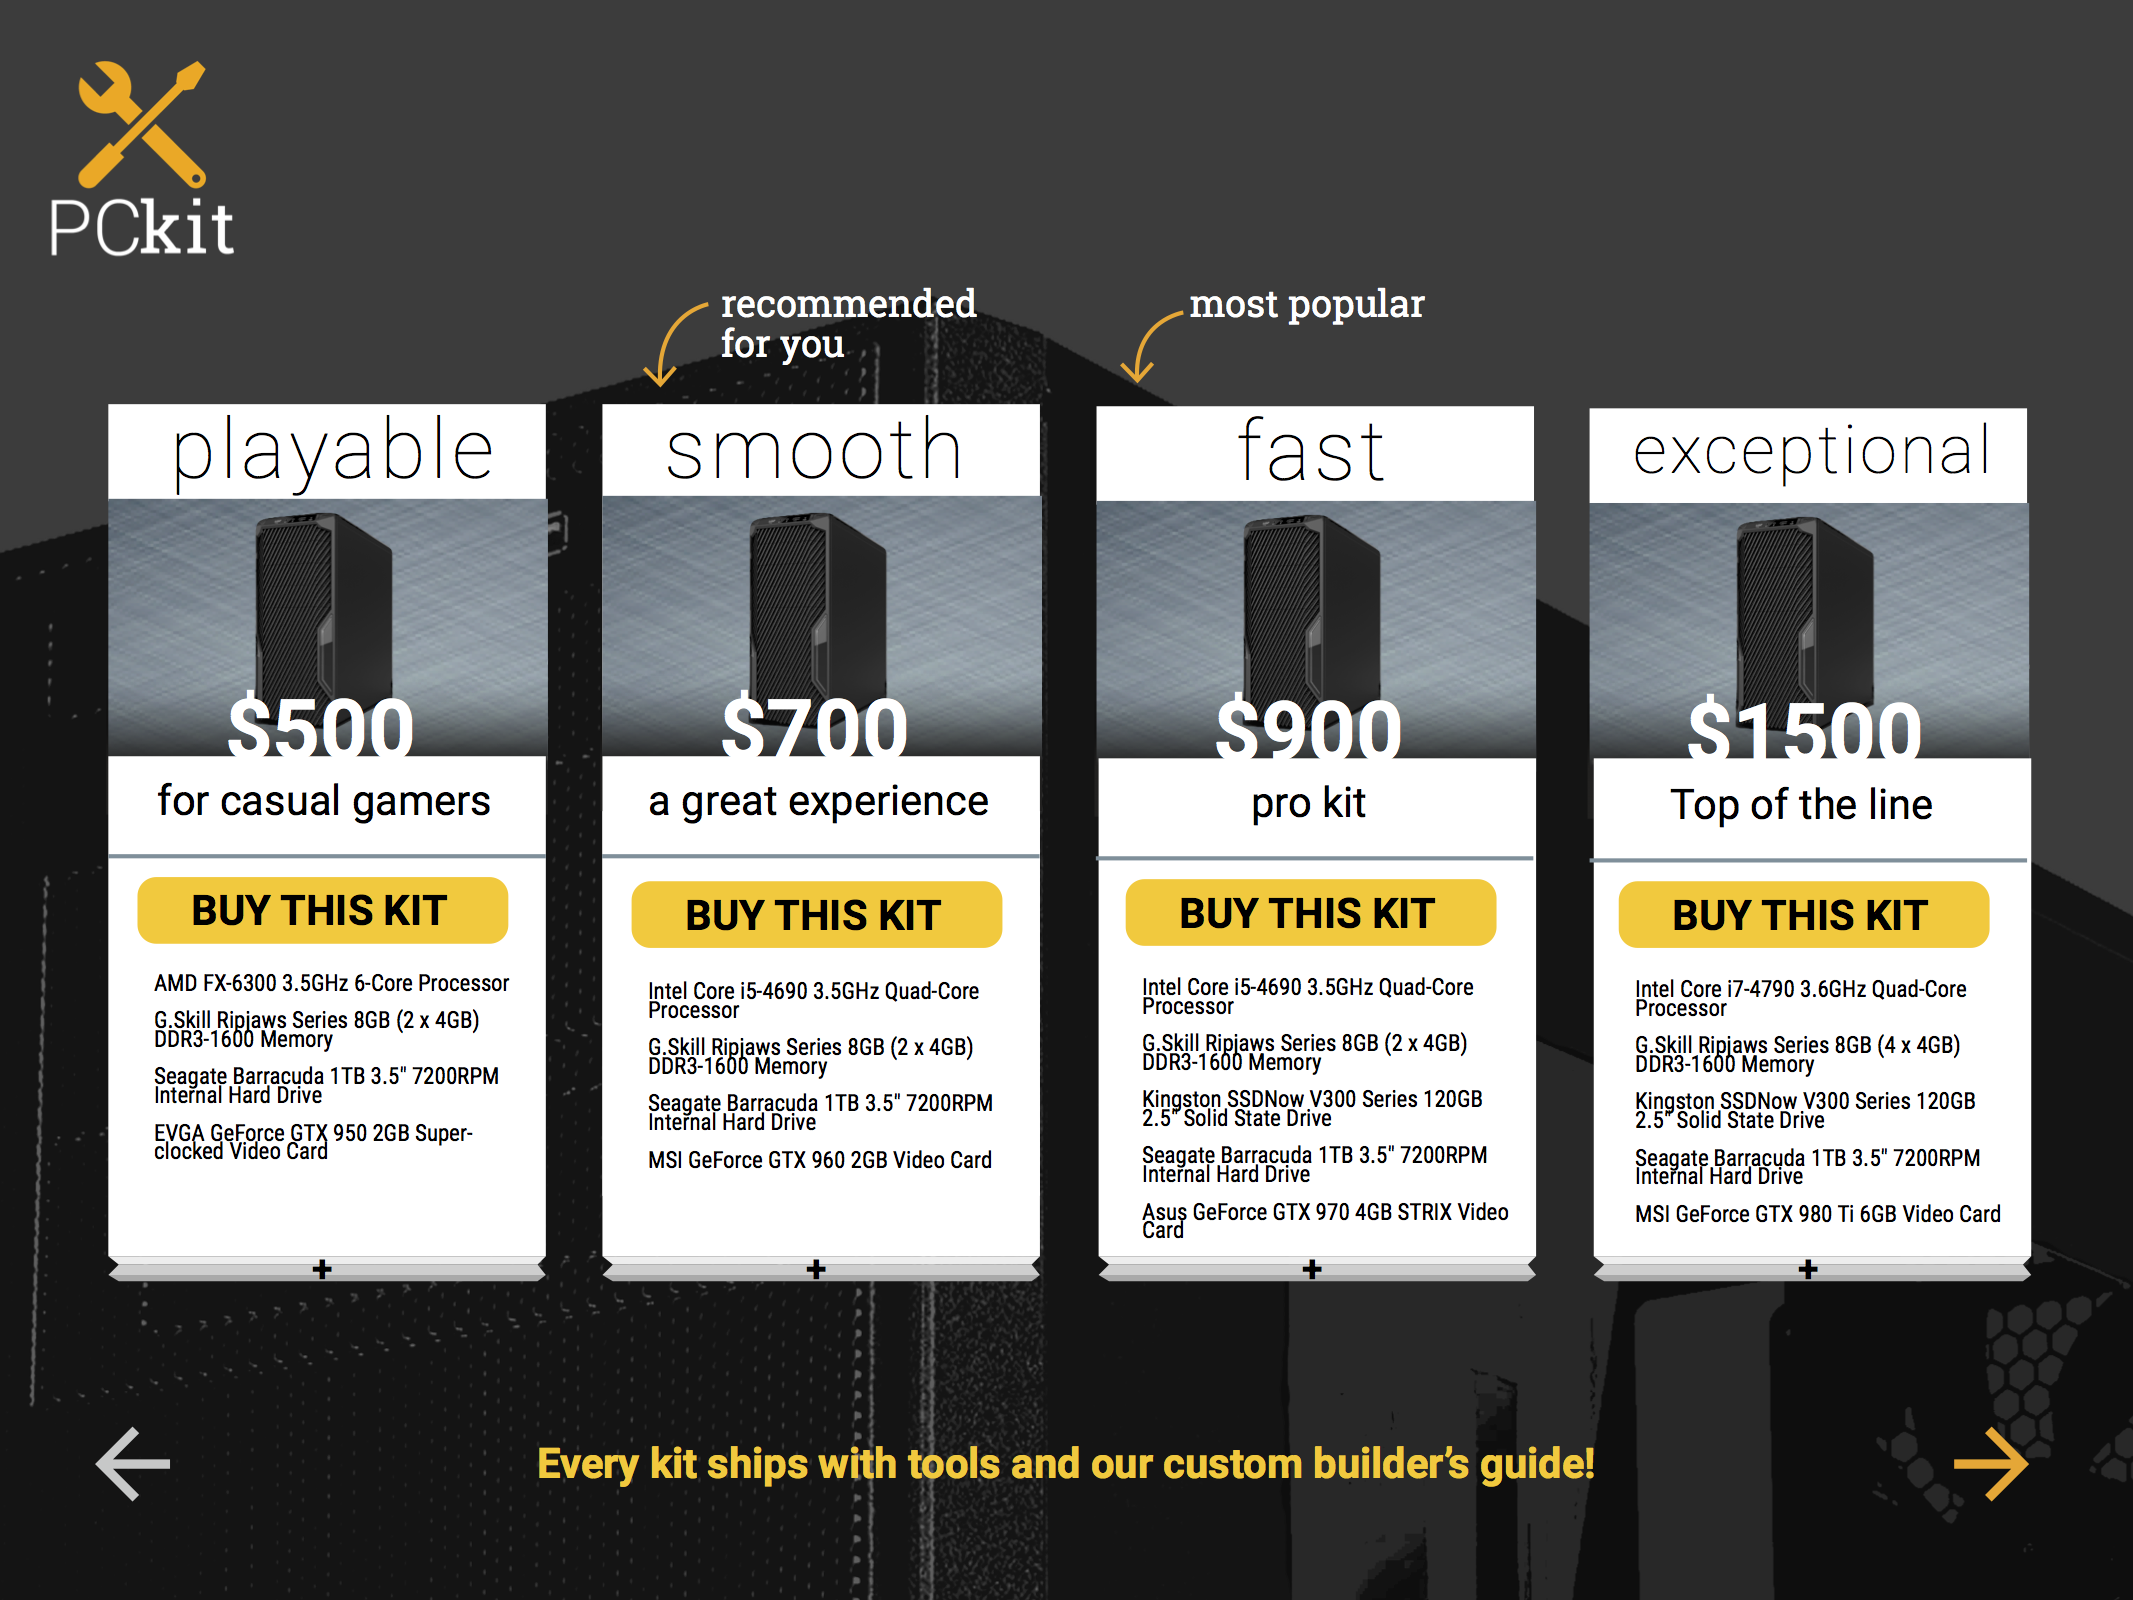 PCkit
recommended
for you
most popular
playable
$500
for casual gamers
BUY THIS KIT
AMD FX-6300 3.5GHz 6-Core Processor
G.Skill Ripjaws Series 8GB (2 x 4GB)
DDR3-1600 Memory
Seagate Barracuda 1TB 3.5" 7200RPM
Internal Hard Drive
EVGA GeForce GTX 950 2GB Super-
clocked Video Card
+
smooth
$700
a great experience
BUY THIS KIT
Intel Core i5-4690 3.5GHz Quad-Core
Processor
G.Skill Ripjaws Series 8GB (2 x 4GB)
DDR3-1600 Memory
Seagate Barracuda 1TB 3.5" 7200RPM
Internal Hard Drive
MSI GeForce GTX 960 2GB Video Card
+
fast
$900
pro kit
BUY THIS KIT
Intel Core i5-4690 3.5GHz Quad-Core
Processor
G.Skill Ripjaws Series 8GB (2 x 4GB)
DDR3-1600 Memory
Kingston SSDNow V300 Series 120GB
2.5" Solid State Drive
Seagate Barracuda 1TB 3.5" 7200RPM
Internal Hard Drive
Asus GeForce GTX 970 4GB STRIX Video
Card
+
exceptional
$1500
Top of the line
BUY THIS KIT
Intel Core i7-4790 3.6GHz Quad-Core
Processor
G.Skill Ripjaws Series 8GB (4 x 4GB)
DDR3-1600 Memory
Kingston SSDNow V300 Series 120GB
2.5" Solid State Drive
Seagate Barracuda 1TB 3.5" 7200RPM
Internal Hard Drive
MSI GeForce GTX 980 Ti 6GB Video Card
+
Every kit ships with tools and our custom builder's guide!